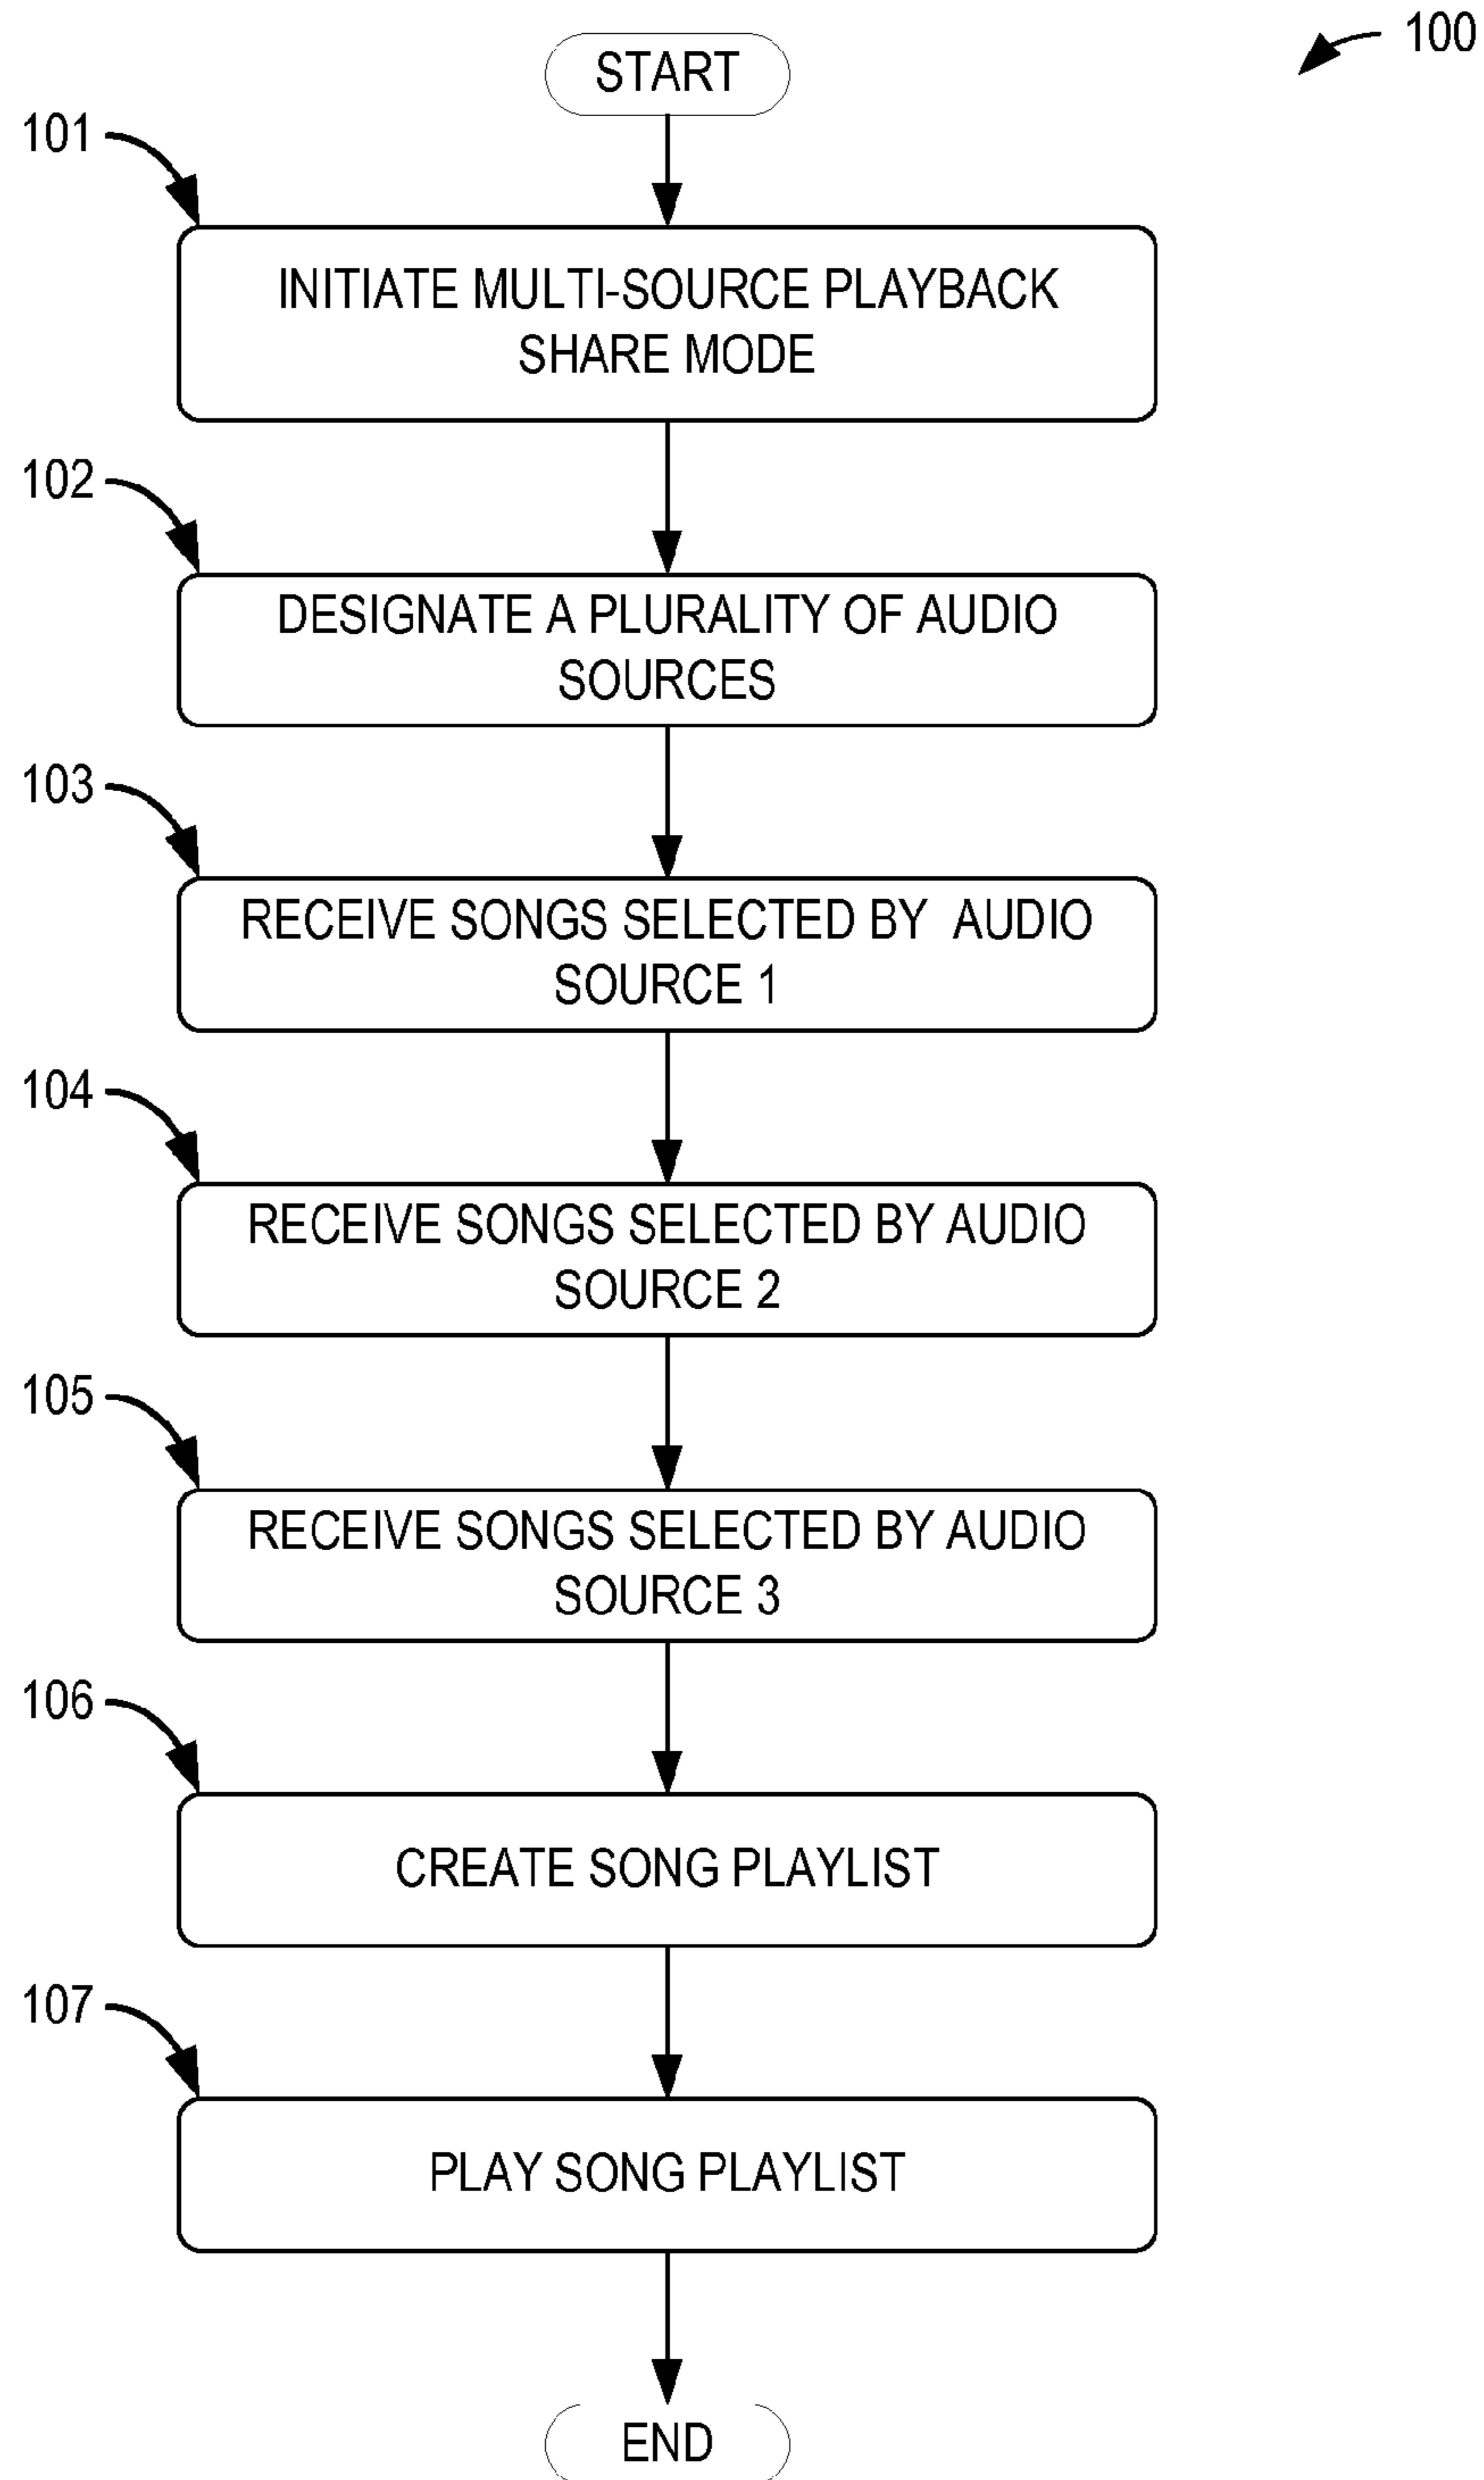 100
START
101
INITIATE MULTI-SOURCE PLAYBACK
SHARE MODE
102
DESIGNATE A PLURALITY OF AUDIO
SOURCES
103
RECEIVE SONGS SELECTED BY AUDIO
SOURCE 1
104
RECEIVE SONGS SELECTED BY AUDIO
SOURCE 2
105
RECEIVE SONGS SELECTED BY AUDIO
SOURCE 3
106
CREATE SONG PLAYLIST
107
PLAY SONG PLAYLIST
END